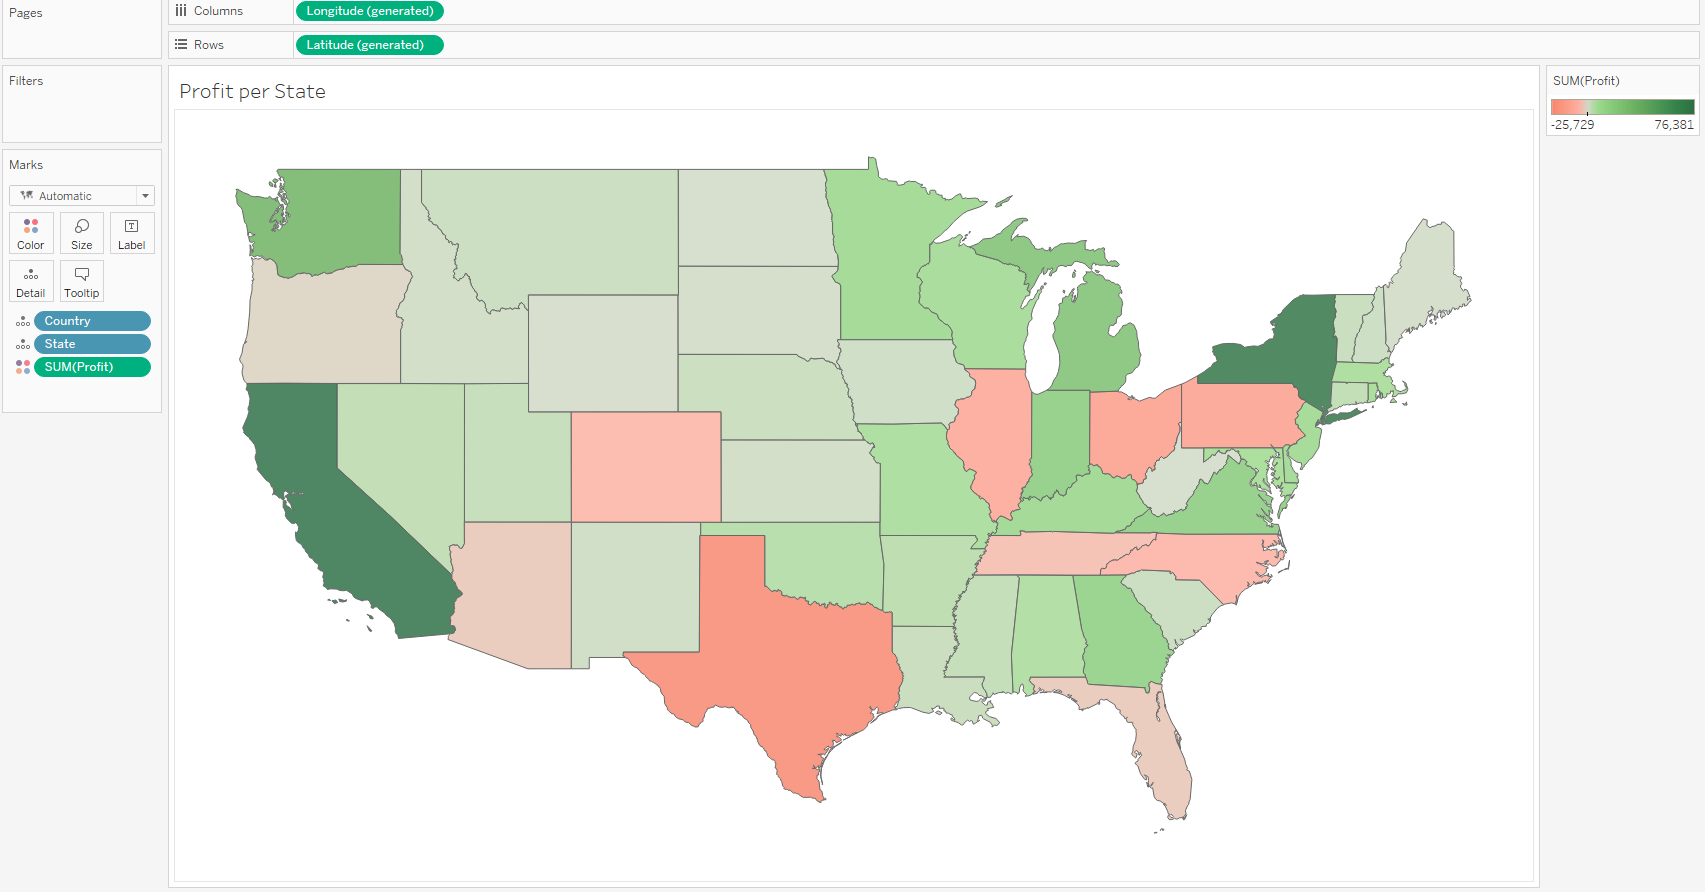 Pages
Columns
Longitude (generated)
Rows
Latitude (generated)
Filters
Profit per State
SUM(Profit)
-25,729
76,381
Marks
Automatic
Color
Size
Label
T
Detail
Tooltip
Country
State
SUM(Profit)